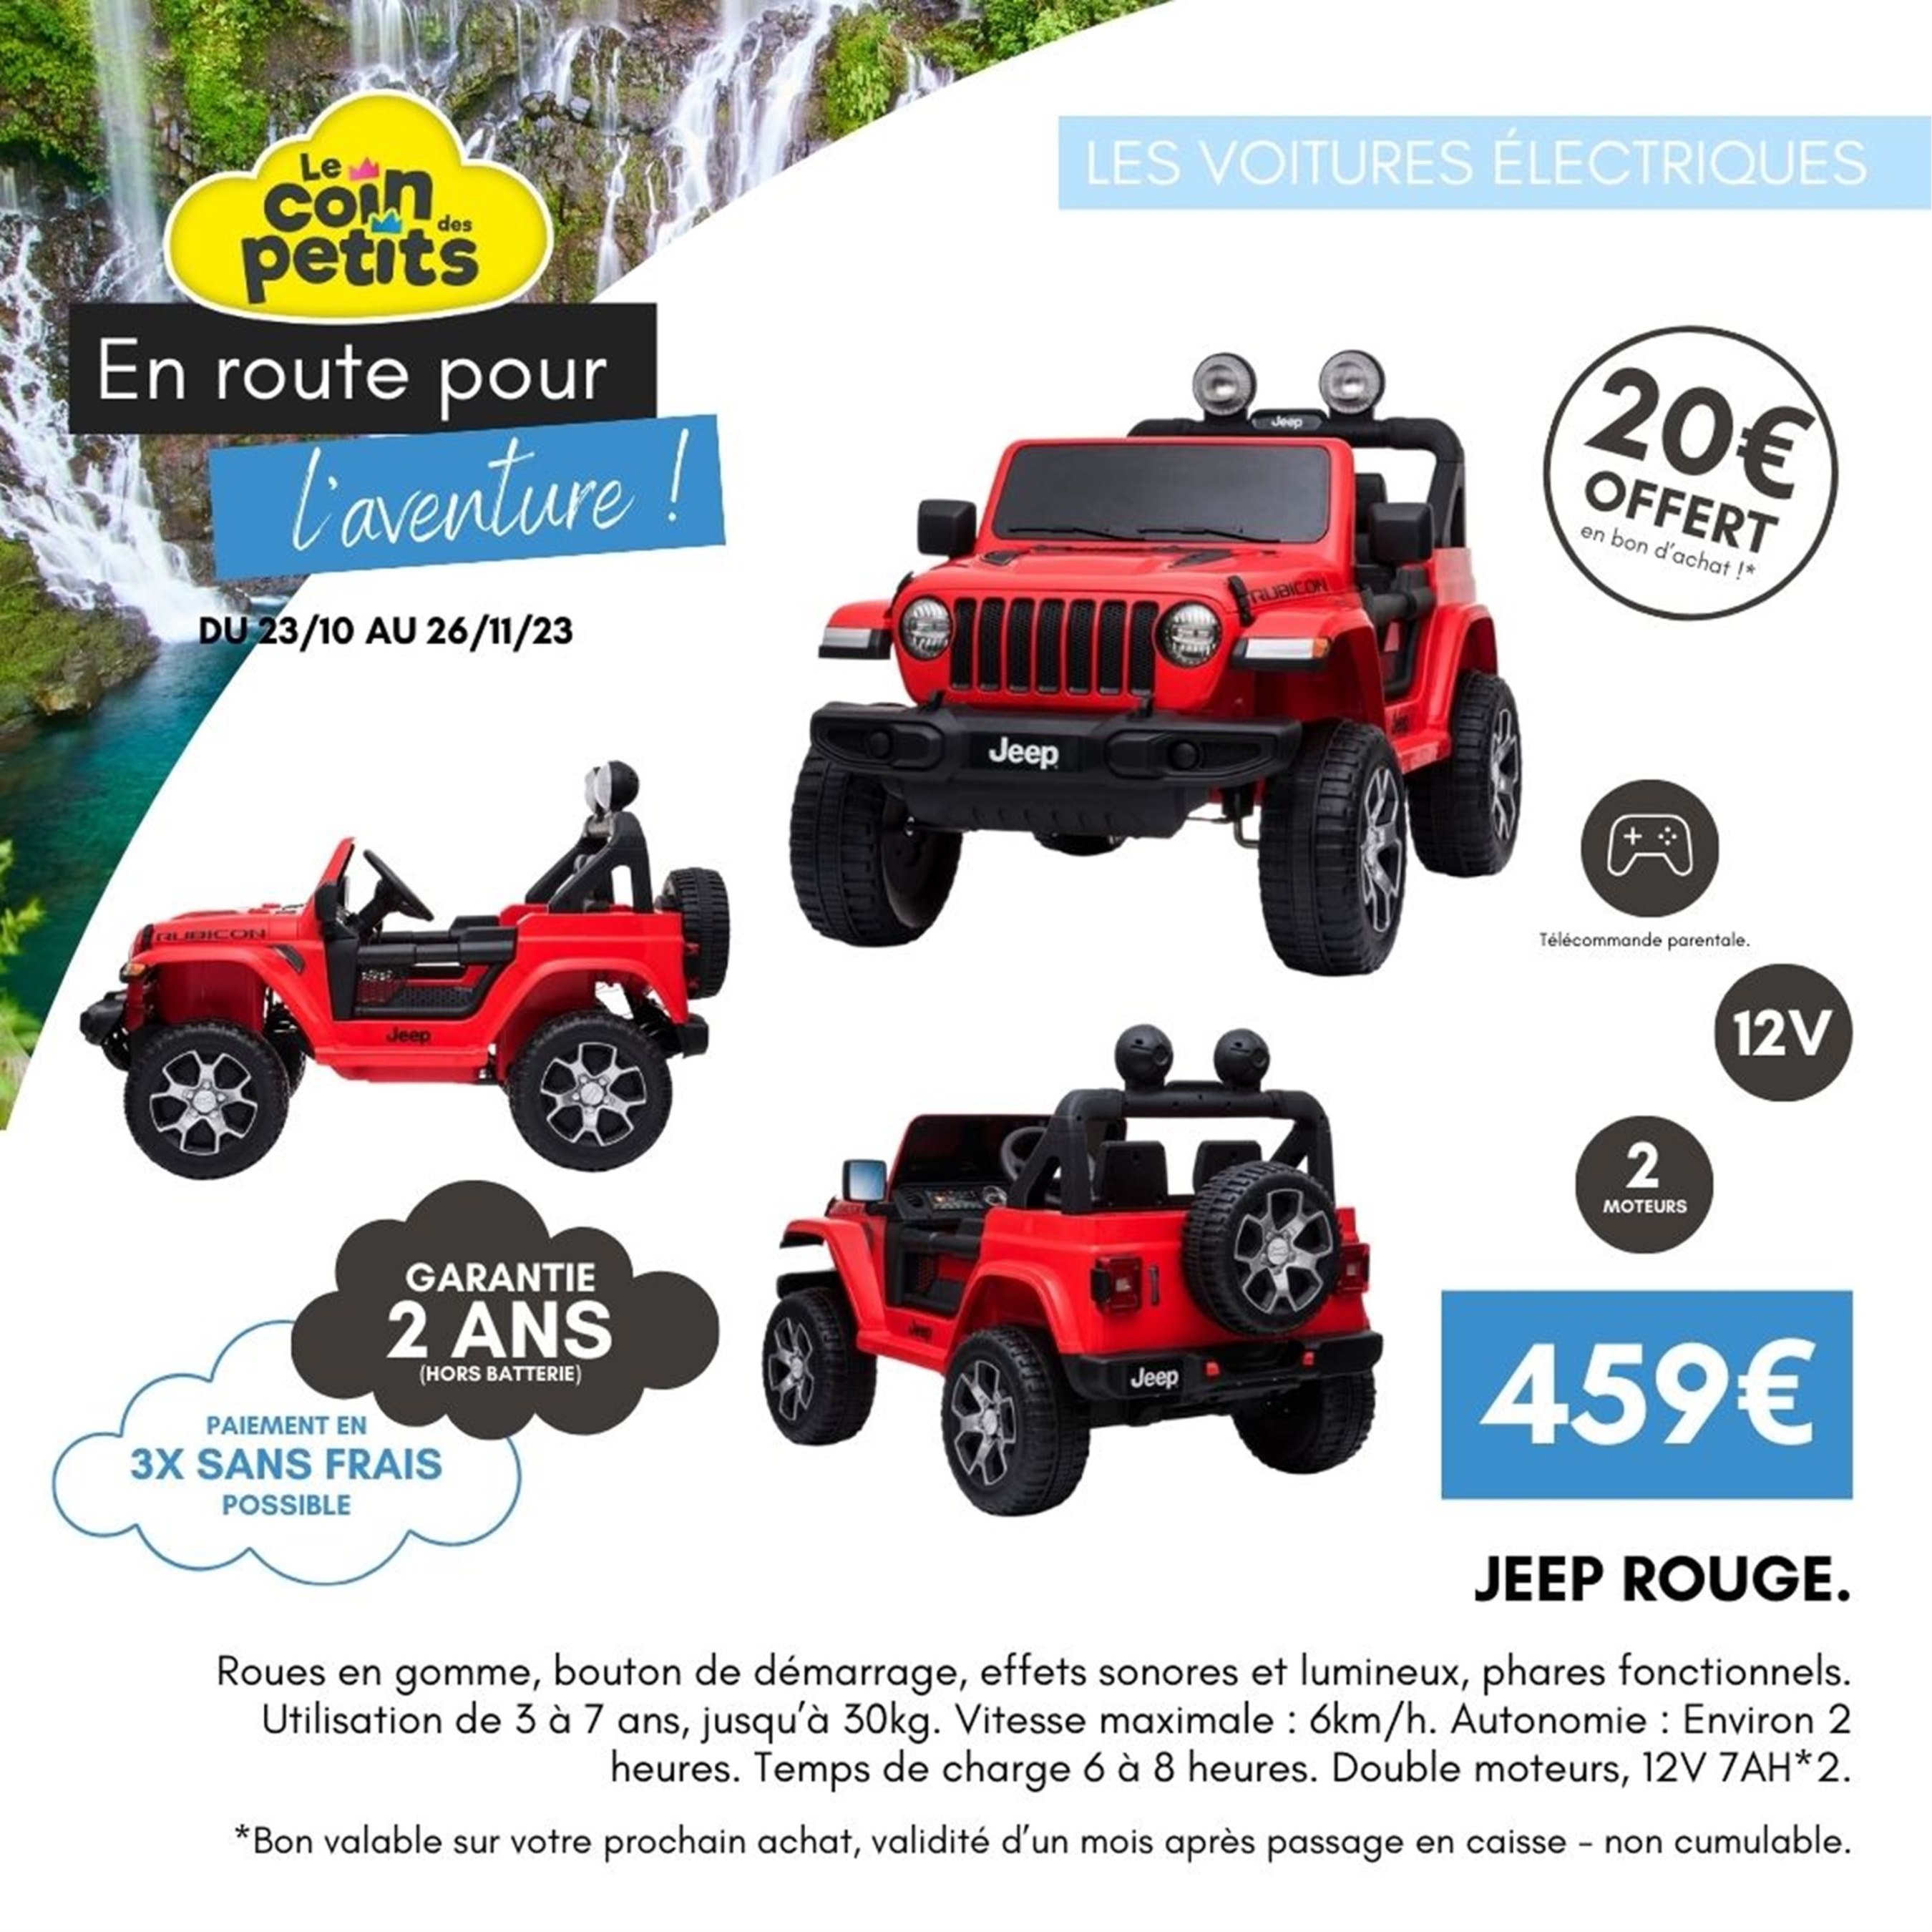 Le
coin
des
petits
LES VOITURES ÉLECTRIQUES
En route pour
l'aventure !
DU 23/10 AU 26/11/23
20€
OFFERT
en bon d'achat !*
Jeep
RUBICON
Jeep
Jeep
Télécommande parentale.
RUBICON
Jeep
12V
2
MOTEURS
Jeep
Jeep
GARANTIE
2 ANS
(HORS BATTERIE)
PAIEMENT EN
3X SANS FRAIS
POSSIBLE
459€
JEEP ROUGE.
Roues en gomme, bouton de démarrage, effets sonores et lumineux, phares fonctionnels.
Utilisation de 3 à 7 ans, jusqu'à 30kg. Vitesse maximale : 6km/h. Autonomie : Environ 2
heures. Temps de charge 6 à 8 heures. Double moteurs, 12V 7AH*2.
*Bon valable sur votre prochain achat, validité d'un mois après passage en caisse - non cumulable.